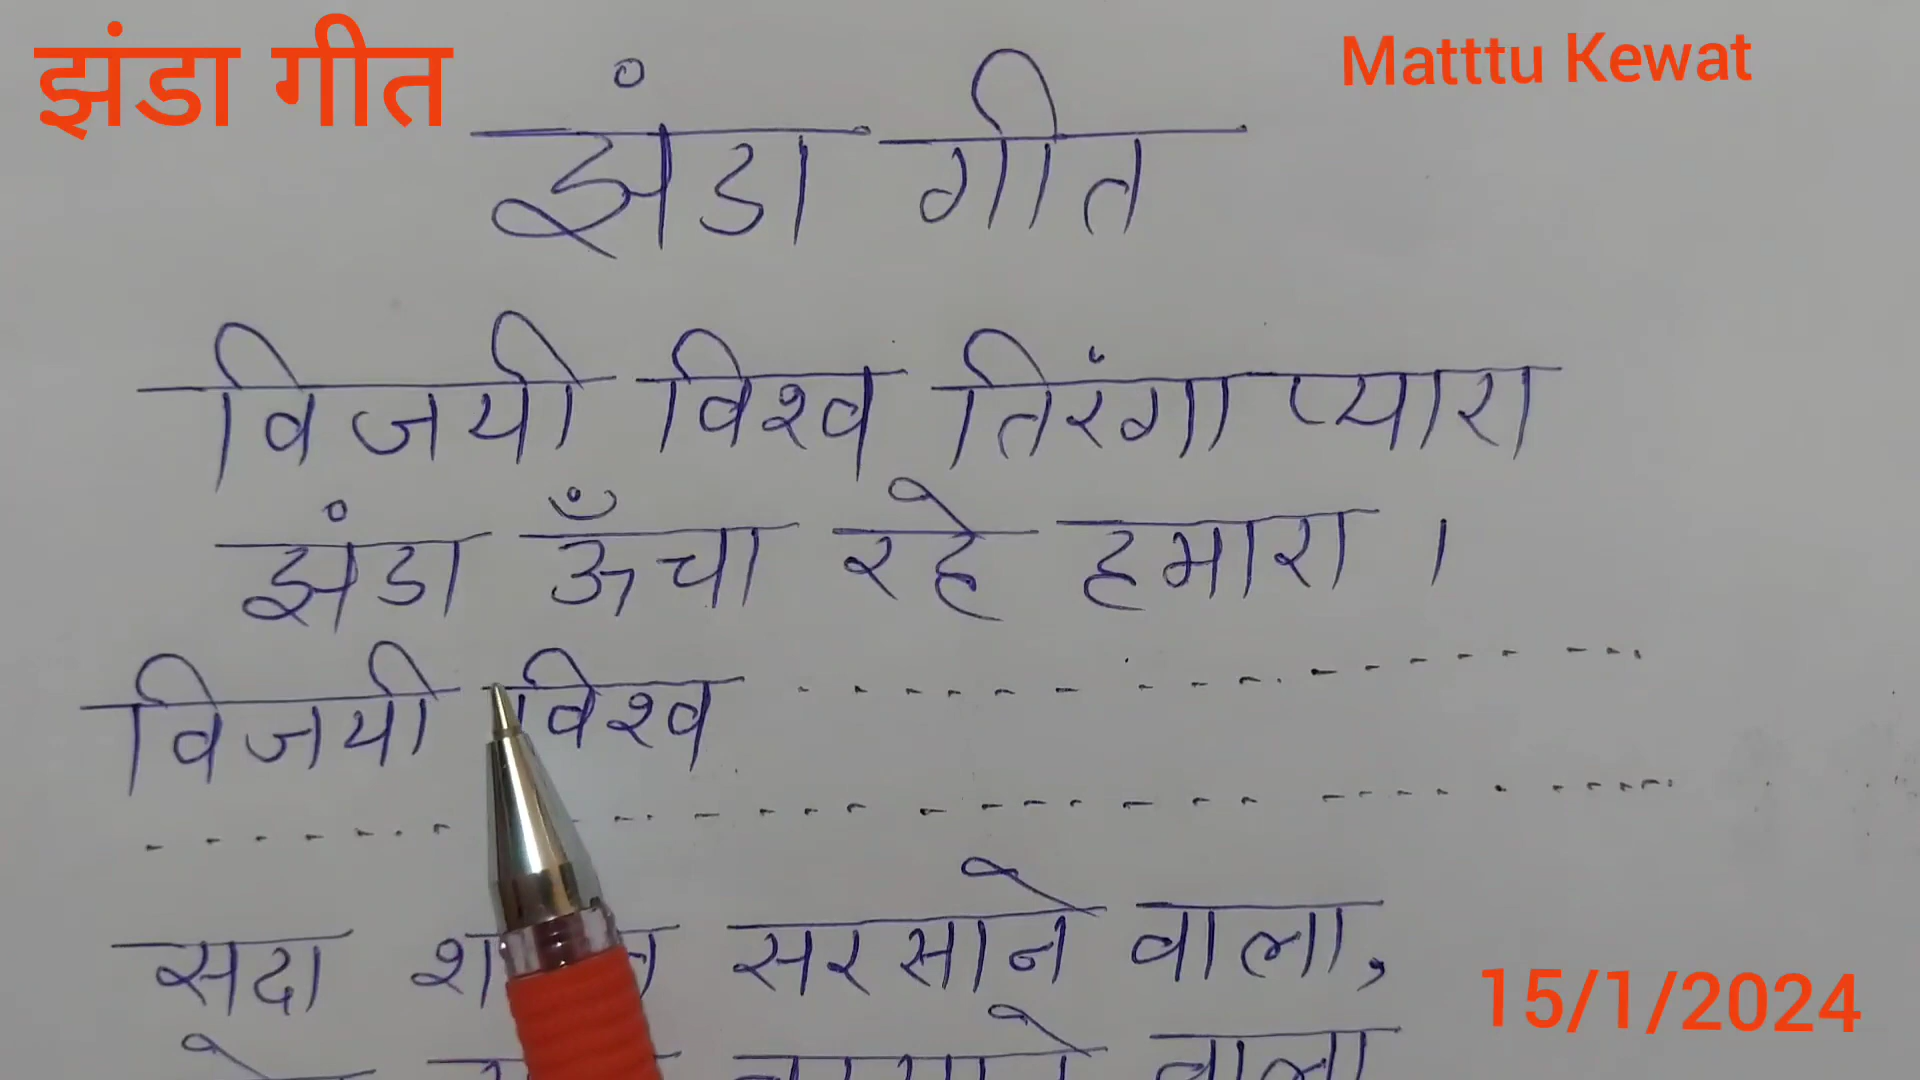 झंडा गीत
Matttu Kewat
झंडा गीत
विजयी विश्व तिरंगा प्यारा
झंडा ऊँचा रहे हमारा ।
विजयी विश्व
सदा सरसाने वाला,
वाला
15/1/2024